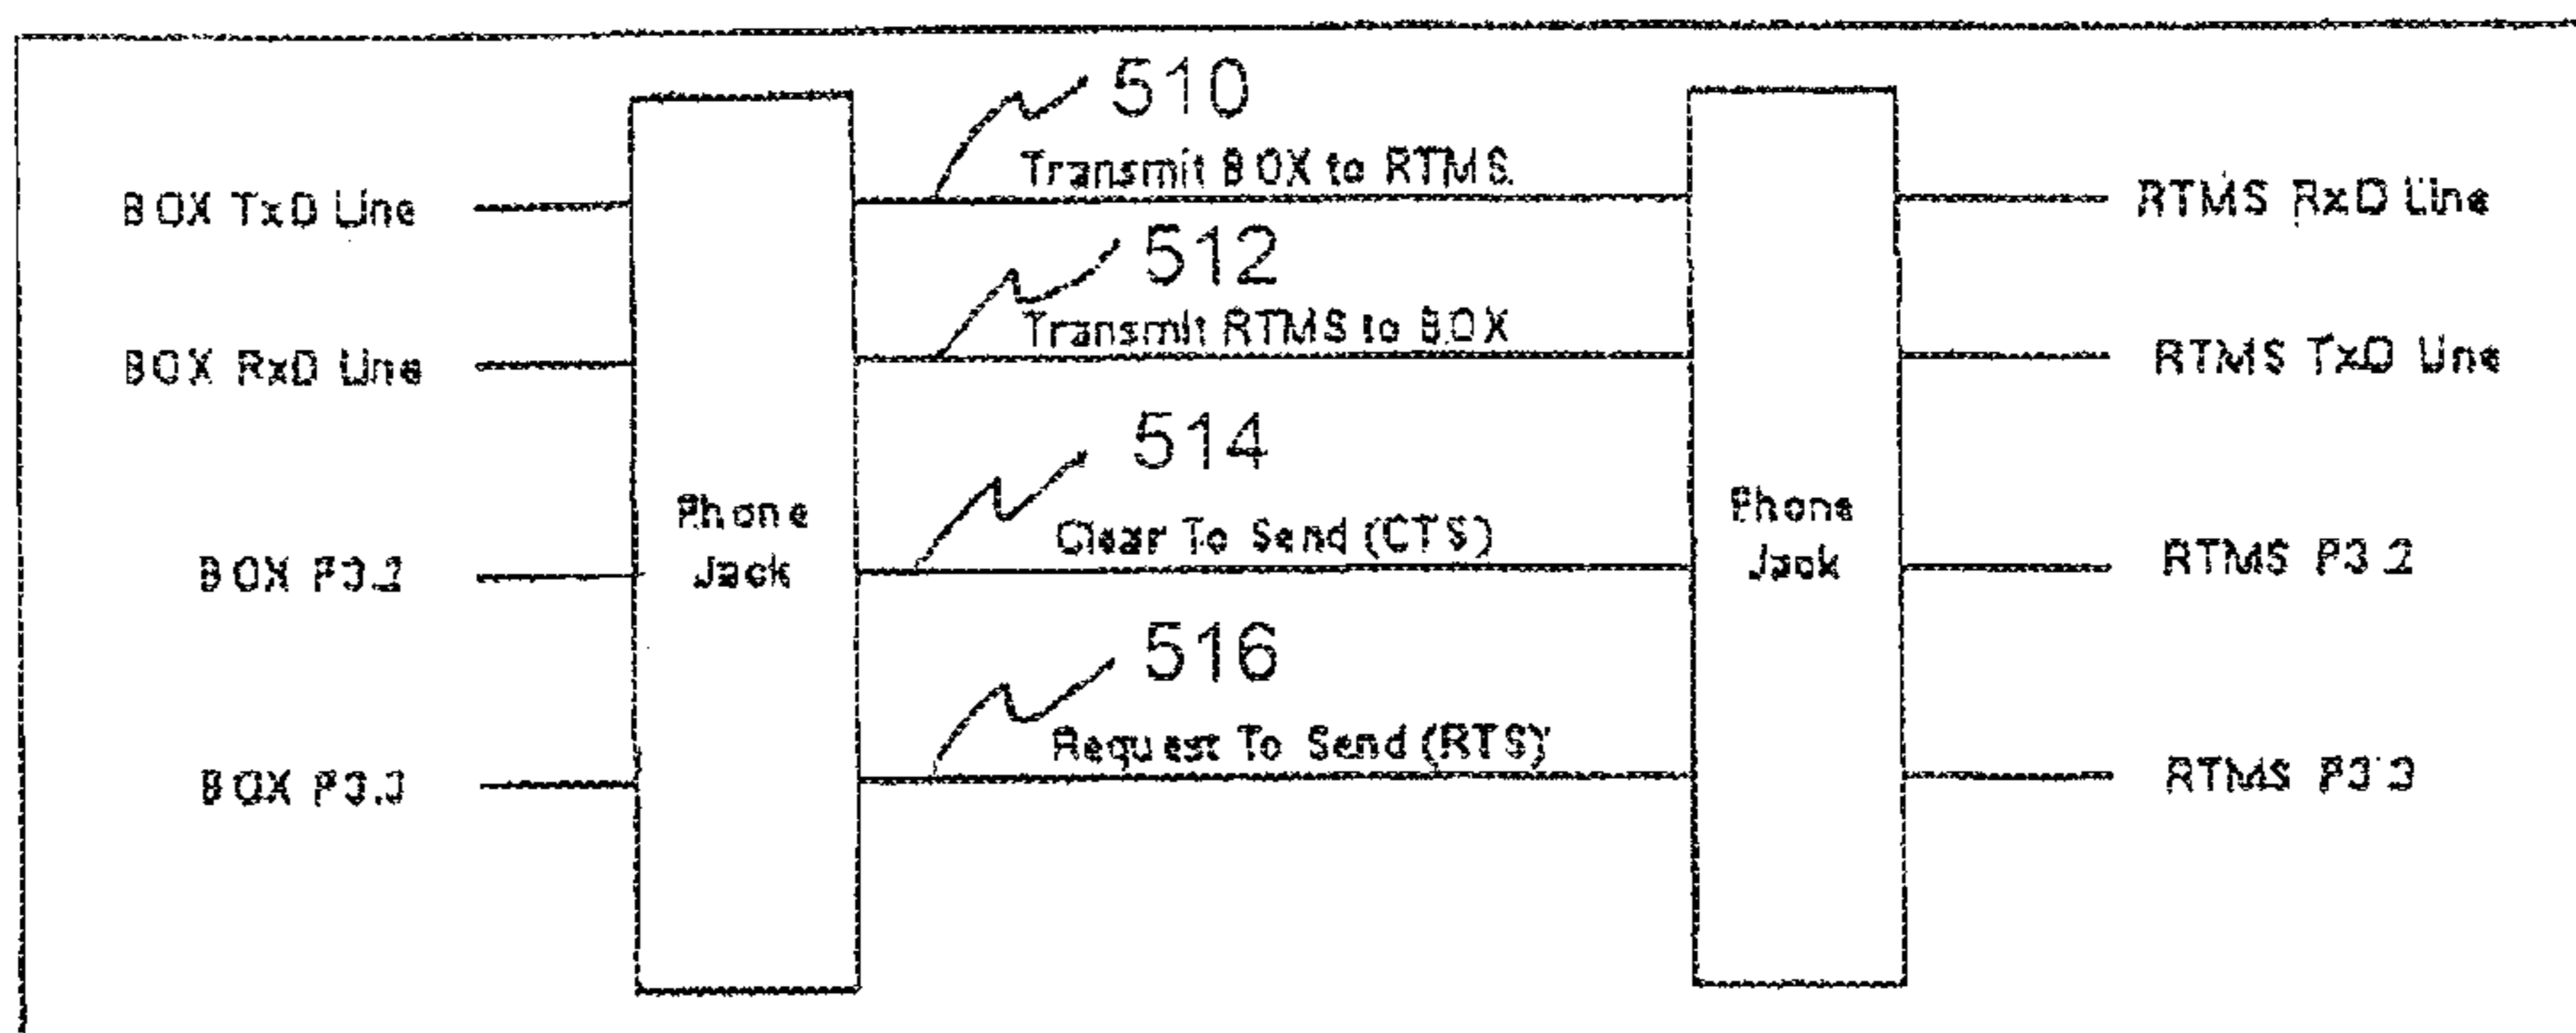 510
Transmit BOX to RTMS.
BOX TxD Line
RTMS RxD Line
512
Transmit RTMS to BOX
BOX RxD Line
RTMS TxD Line
514
Phone
Jack
Phone
Jack
Clear To Send (CTS)
BOX P3.2
RTMS P3.2
516
Request To Send (RTS)
BOX P3.3
RTMS P3.3